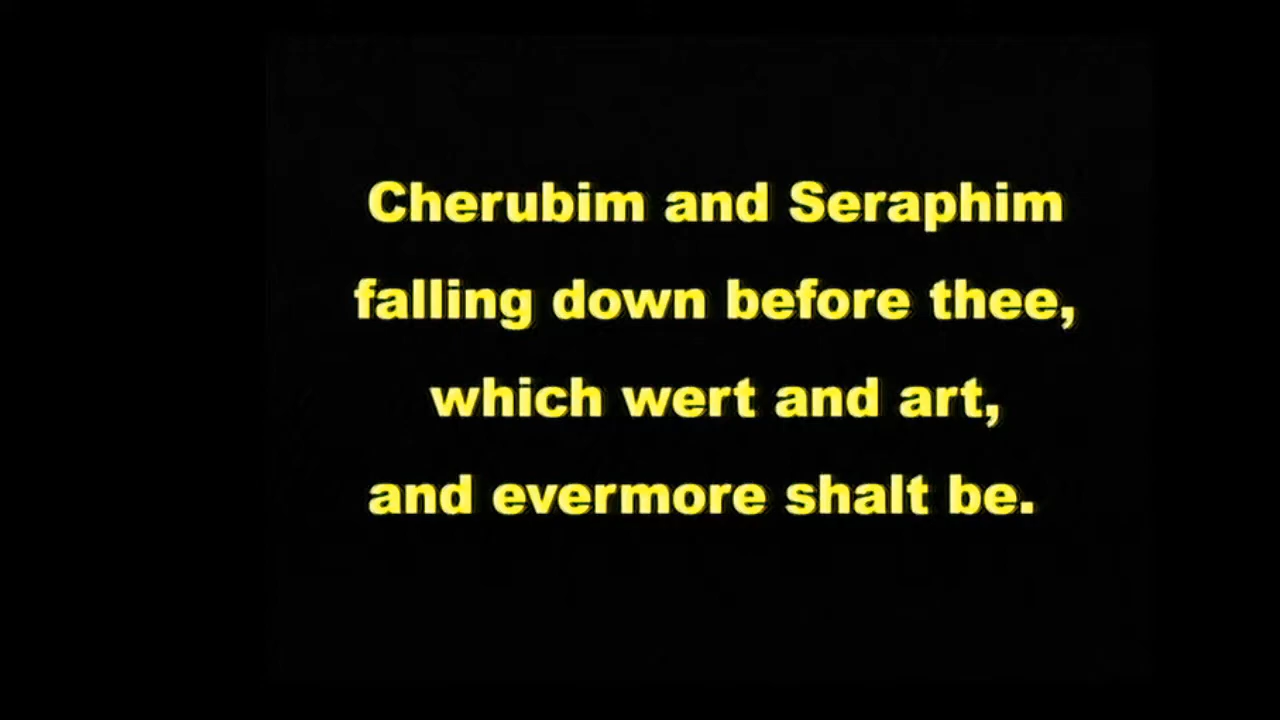 Cherubim and Seraphim
falling down before thee,
which wert and art,
and evermore shalt be.